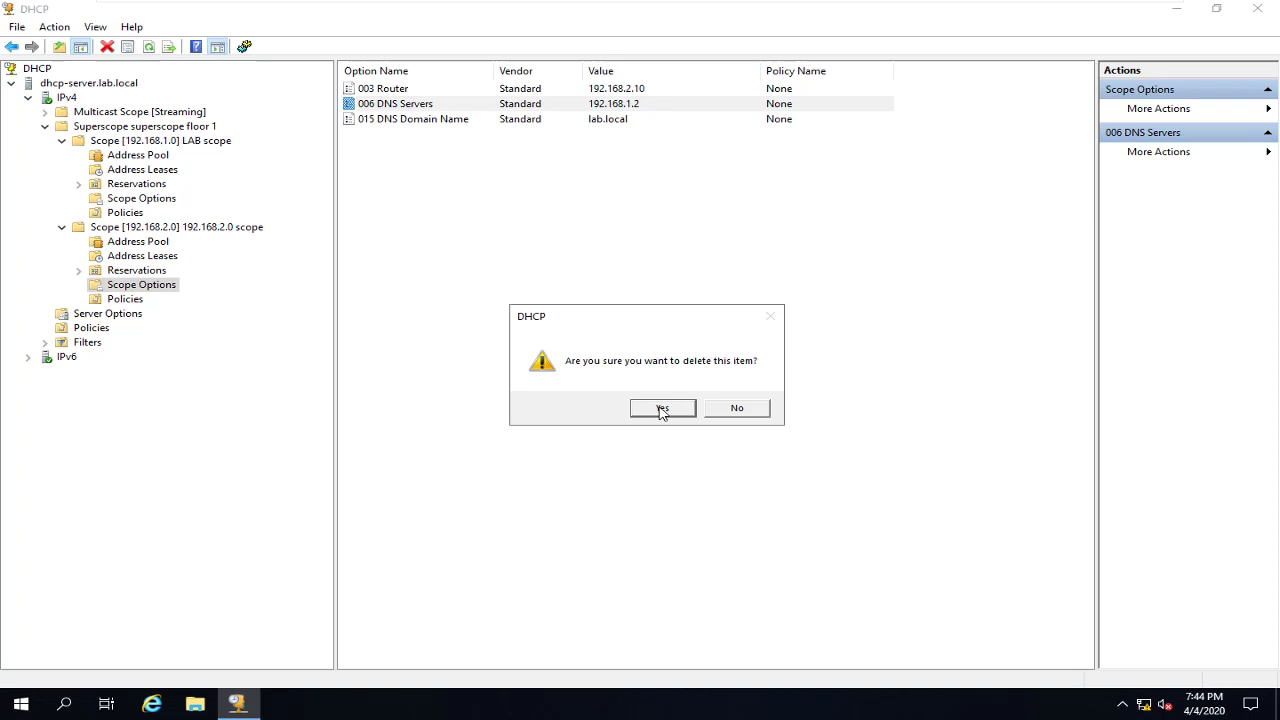 DHCP
File Action View Help
DHCP
dhcp-server.lab.local
IPv4
Multicast Scope [Streaming]
Superscope superscope floor 1
Scope [192.168.1.0] LAB scope
Address Pool
Address Leases
Reservations
Scope Options
Policies
Scope [192.168.2.0] 192.168.2.0 scope
Address Pool
Address Leases
Reservations
Scope Options
Policies
Server Options
Policies
Filters
IPv6
Option Name Vendor Value Policy Name
003 Router Standard 192.168.2.10 None
006 DNS Servers Standard 192.168.1.2 None
015 DNS Domain Name Standard lab.local None
DHCP
Are you sure you want to delete this item?
Yes No
Actions
Scope Options
More Actions
006 DNS Servers
More Actions
7:44 PM
4/4/2020